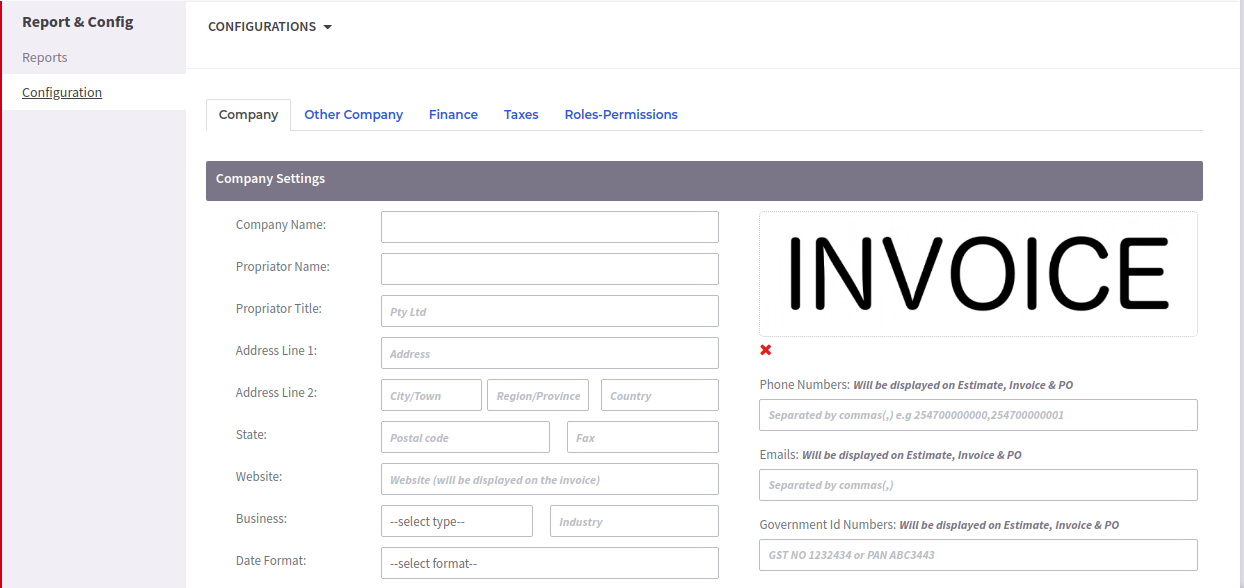 Report & Config
Reports
Configuration
CONFIGURATIONS
Company Other Company Finance Taxes Roles-Permissions
Company Settings
Company Name:
Propriator Name:
Propriator Title: Pty Ltd
Address Line 1: Address
Address Line 2: City/Town Region/Province Country
State: Postal code Fax
Website: Website (will be displayed on the invoice)
Business: --select type-- Industry
Date Format: --select format--
INVOICE
Phone Numbers: Will be displayed on Estimate, Invoice & PO
Separated by commas(,) e.g 254700000000,254700000001
Emails: Will be displayed on Estimate, Invoice & PO
Separated by commas(,)
Government Id Numbers: Will be displayed on Estimate, Invoice & PO
GST NO 1232434 or PAN ABC3443